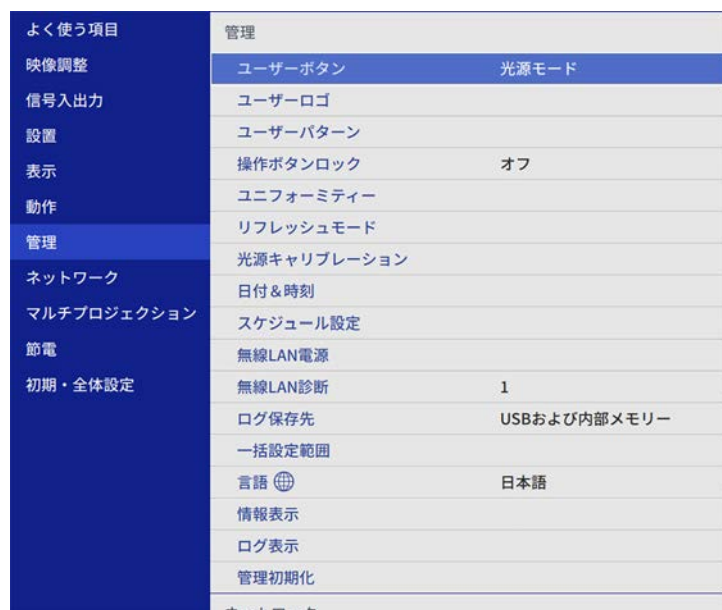 よく使う項目
映像調整
信号入出力
設置
表示
動作
管理
ネットワーク
マルチプロジェクション
節電
初期・全体設定
管理
ユーザーボタン 光源モード
ユーザーロゴ
ユーザーパターン
操作ボタンロック オフ
ユニフォーミティー
リフレッシュモード
光源キャリブレーション
日付＆時刻
スケジュール設定
無線LAN電源
無線LAN診断 1
ログ保存先 USBおよび内部メモリー
一括設定範囲
言語 日本語
情報表示
ログ表示
管理初期化